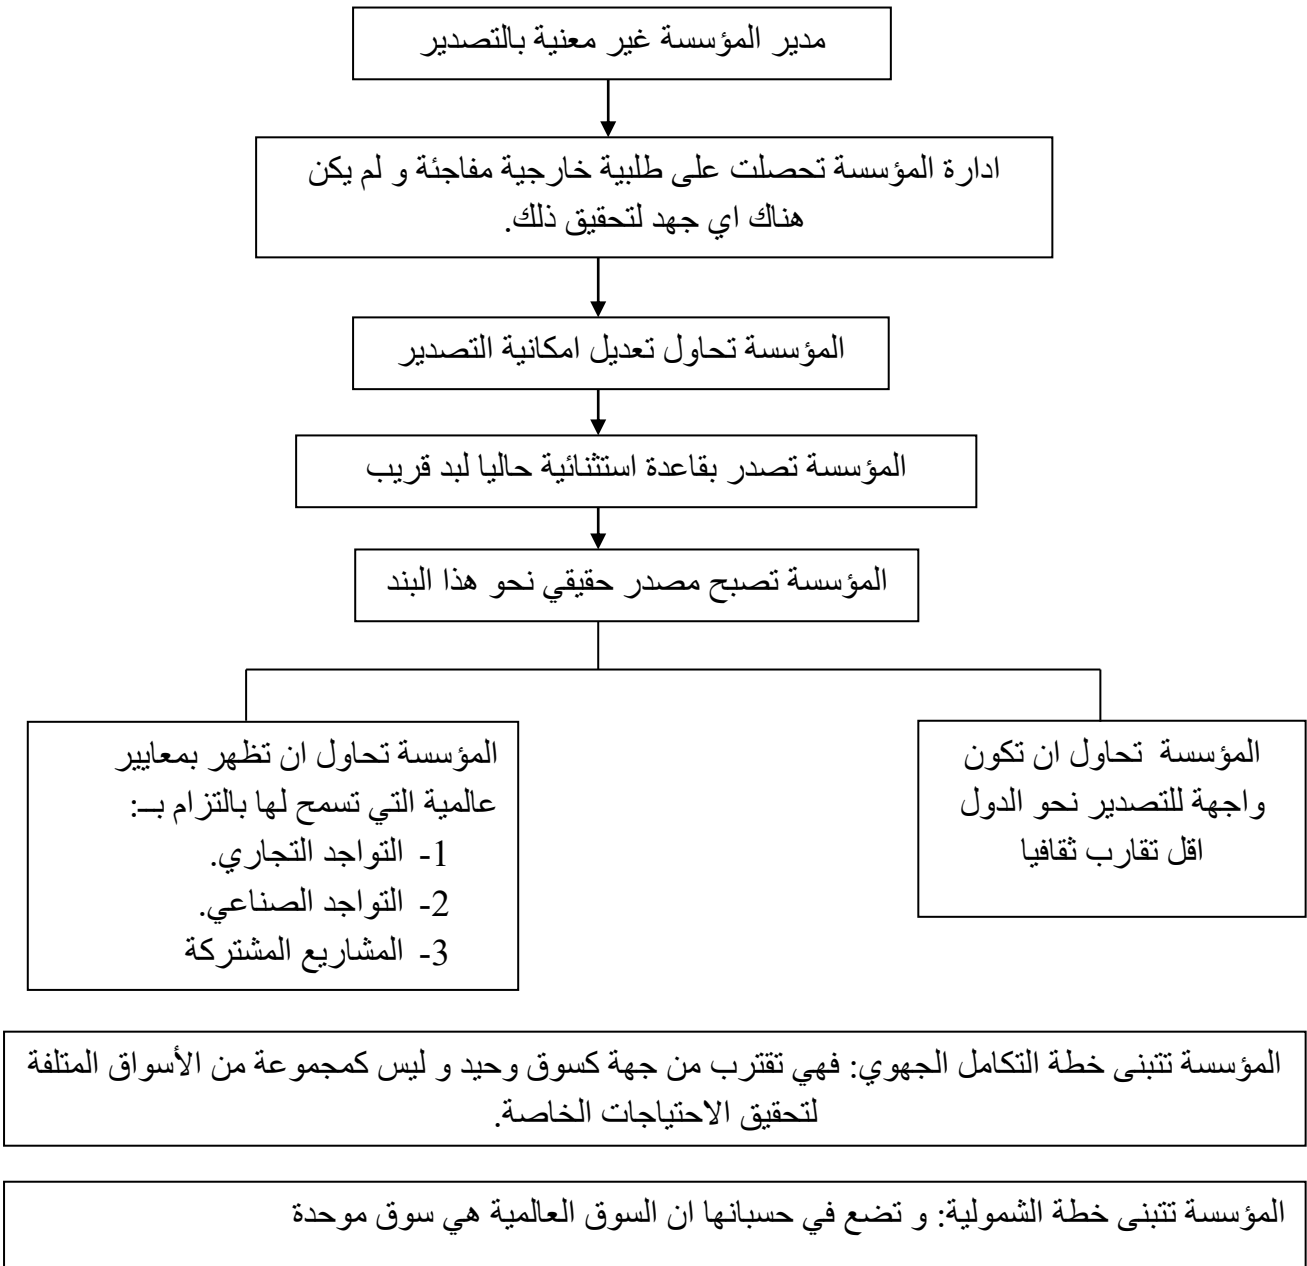 مدير المؤسسة غير معنية بالتصدير
ادارة المؤسسة تحصلت على طلبية خارجية مفاجئة و لم يكن
هناك اي جهد لتحقيق ذلك.
المؤسسة تحاول تعديل امكانية التصدير
المؤسسة تصدر بقاعدة استثنائية حاليا لبد قريب
المؤسسة تصبح مصدر حقيقي نحو هذا البند
المؤسسة تحاول ان تكون
واجهة للتصدير نحو الدول
اقل تقارب ثقافيا
المؤسسة تحاول ان تظهر بمعايير
عالمية التي تسمح لها بالتزام بــ:
1- التواجد التجاري.
2- التواجد الصناعي.
3- المشاريع المشتركة
المؤسسة تتبنى خطة التكامل الجهوي: فهي تقترب من جهة كسوق وحيد و ليس كمجموعة من الأسواق المتلفة
لتحقيق الاحتياجات الخاصة.
المؤسسة تتبنى خطة الشمولية: و تضع في حسبانها ان السوق العالمية هي سوق موحدة